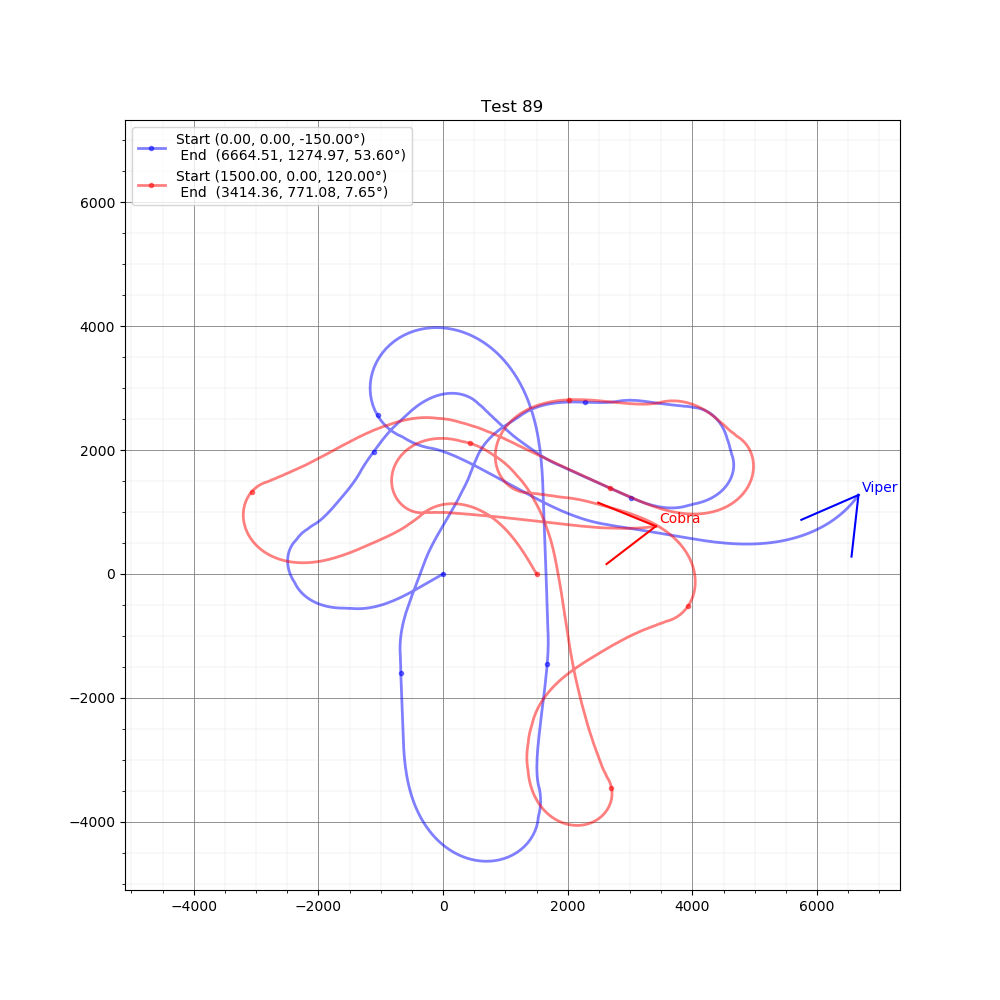 Test 89
Start (0.00, 0.00, -150.00°)
End (6664.51, 1274.97, 53.60°)
Start (1500.00, 0.00, 120.00°)
End (3414.36, 771.08, 7.65°)
6000
4000
2000
0
−2000
−4000
Viper
Cobra
−4000
−2000
0
2000
4000
6000